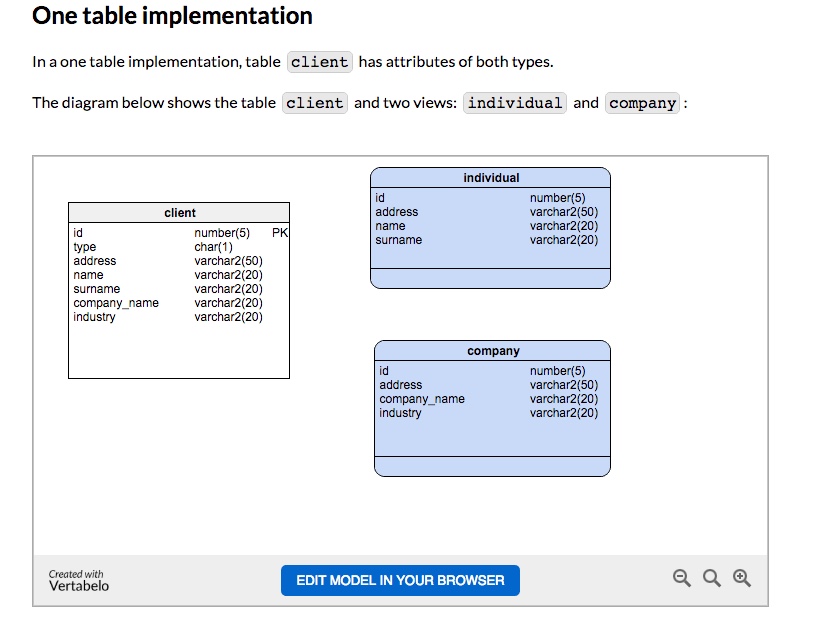 One table implementation
In a one table implementation, table client has attributes of both types.
The diagram below shows the table client and two views: individual and company :
client
id number(5) PK
type char(1)
address varchar2(50)
name varchar2(20)
surname varchar2(20)
company_name varchar2(20)
industry varchar2(20)
individual
id number(5)
address varchar2(50)
name varchar2(20)
surname varchar2(20)
company
id number(5)
address varchar2(50)
company_name varchar2(20)
industry varchar2(20)
Created with
Vertabelo
EDIT MODEL IN YOUR BROWSER